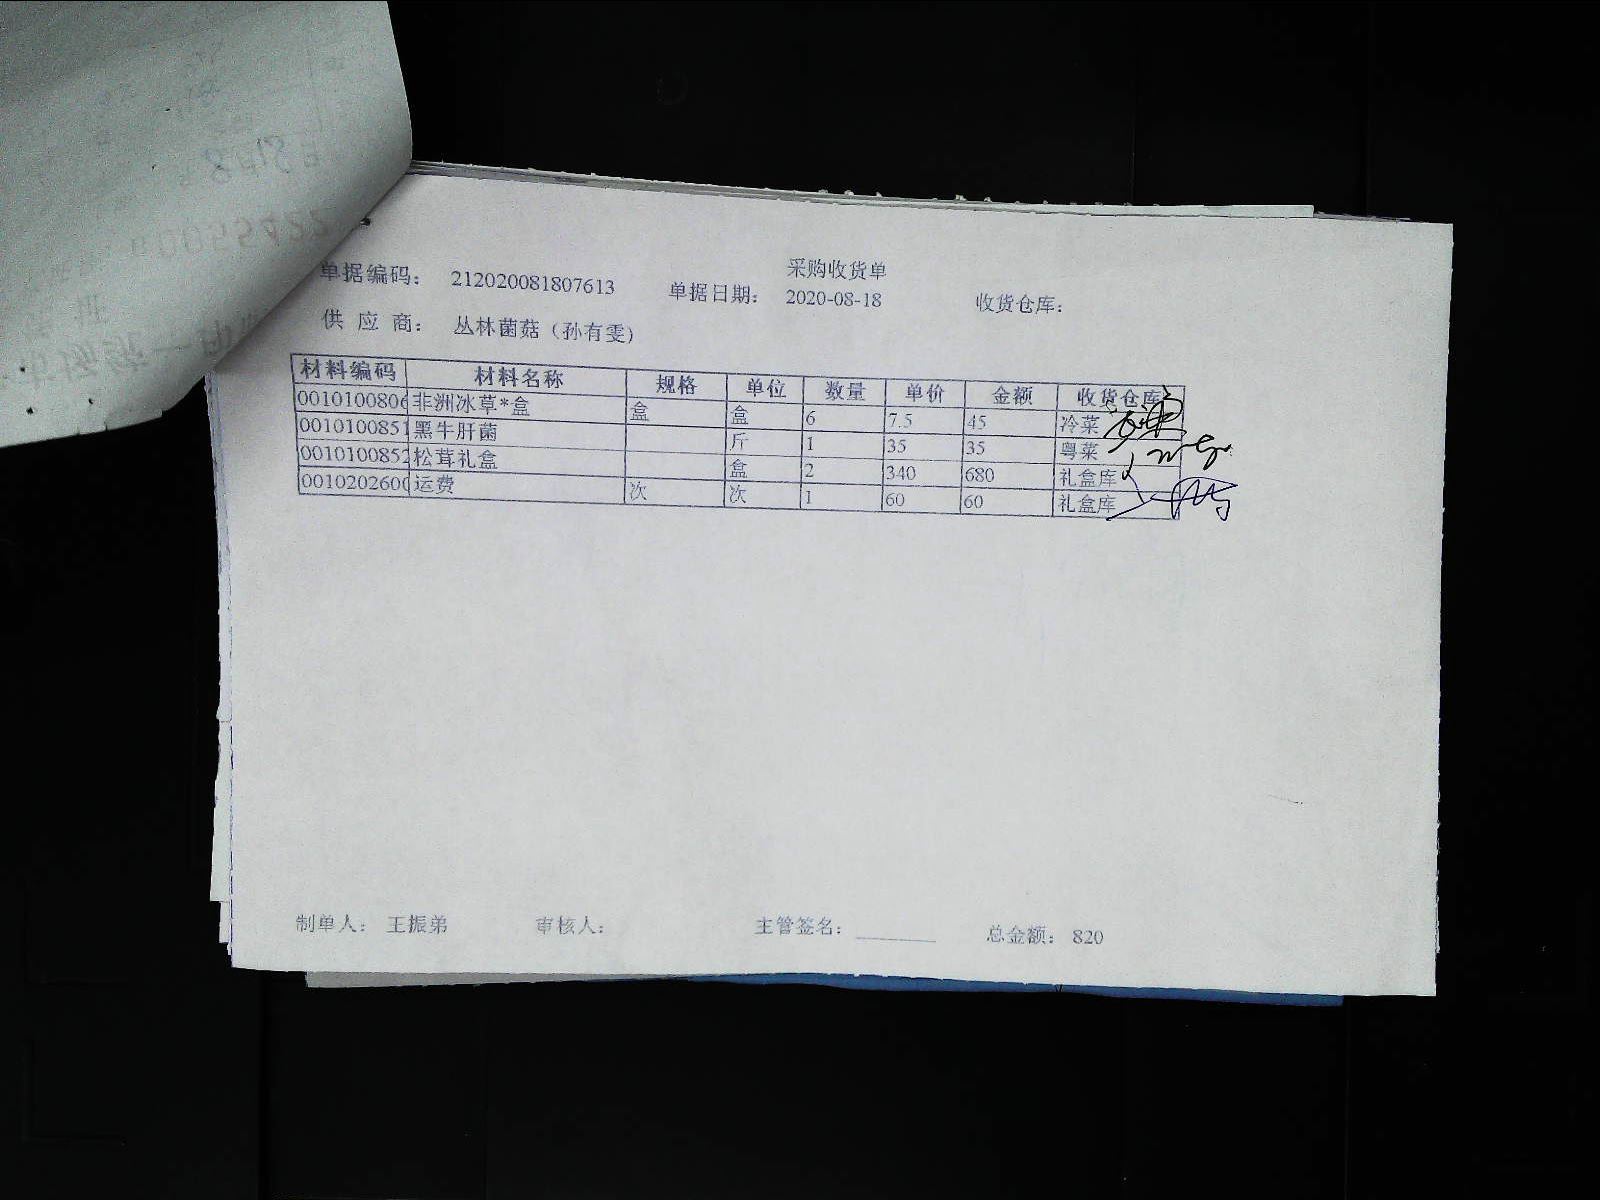 采购收货单
单据编码： 212020081807613 单据日期： 2020-08-18 收货仓库：
供 应 商： 丛林菌菇（孙有雯）
材料编码 材料名称 规格 单位 数量 单价 金额 收货仓库
0010100806 非洲冰草*盒 盒 盒 6 7.5 45 冷菜
0010100851 黑牛肝菌 斤 1 35 35 粤菜
0010100852 松茸礼盒 盒 2 340 680 礼盒库
001020260 运费 次 次 1 60 60 礼盒库
制单人： 王振弟 审核人： 主管签名： 总金额： 820